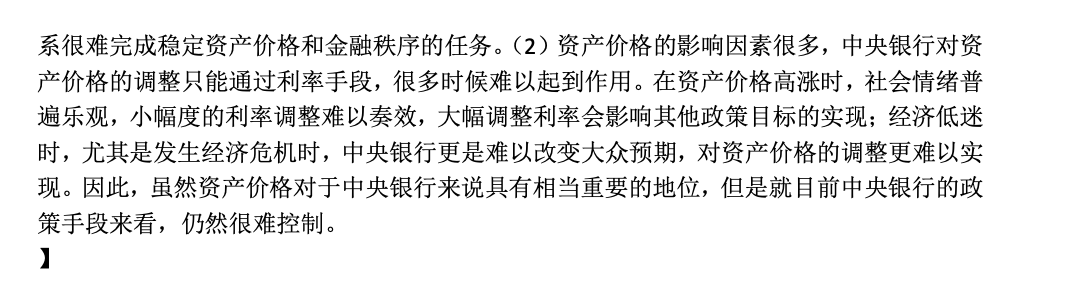 系很难完成稳定资产价格和金融秩序的任务。（2）资产价格的影响因素很多，中央银行对资
产价格的调整只能通过利率手段，很多时候难以起到作用。在资产价格高涨时，社会情绪普
遍乐观，小幅度的利率调整难以奏效，大幅调整利率会影响其他政策目标的实现；经济低迷
时，尤其是发生经济危机时，中央银行更是难以改变大众预期，对资产价格的调整更难以实
现。因此，虽然资产价格对于中央银行来说具有相当重要的地位，但是就目前中央银行的政
策手段来看，仍然很难控制。
】